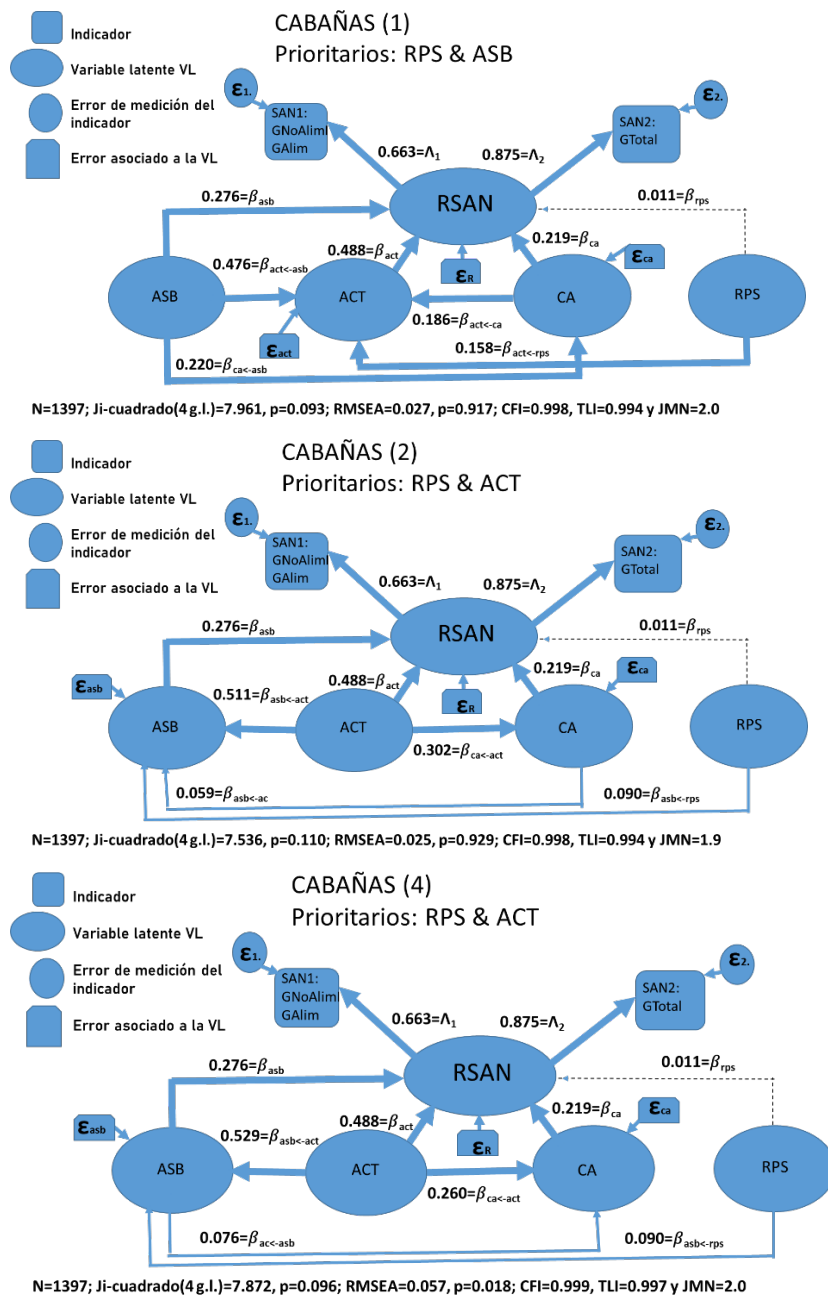 CABAÑAS (1)
Prioritarios: RPS & ASB
Indicador
Variable latente VL
Error de medición del
indicador
Error asociado a la VL
ε1.
SAN1:
GNoAlimI
GAlim
ε2.
SAN2:
GTotal
0.663=Λ1
0.875=Λ2
RSAN
0.276=βasb
0.011=βrps
0.488=βact
0.219=βca
0.476=βact<-asb
εR
εca
ASB
ACT
CA
RPS
0.186=βact<-ca
εact
0.158=βact<-rps
0.220=βca<-asb
N=1397; Ji-cuadrado(4 g.l.)=7.961, p=0.093; RMSEA=0.027, p=0.917; CFI=0.998, TLI=0.994 y JMN=2.0
CABAÑAS (2)
Prioritarios: RPS & ACT
Indicador
Variable latente VL
Error de medición del
indicador
Error asociado a la VL
ε1.
SAN1:
GNoAlimI
GAlim
ε2.
SAN2:
GTotal
0.663=Λ1
0.875=Λ2
RSAN
0.276=βasb
0.011=βrps
0.488=βact
0.219=βca
εasb
0.511=βasb<-act
εR
εca
ASB
ACT
CA
RPS
0.302=βca<-act
0.059=βasb<-ac
0.090=βasb<-rps
N=1397; Ji-cuadrado(4 g.l.)=7.536, p=0.110; RMSEA=0.025, p=0.929; CFI=0.998, TLI=0.994 y JMN=1.9
CABAÑAS (4)
Prioritarios: RPS & ACT
Indicador
Variable latente VL
Error de medición del
indicador
Error asociado a la VL
ε1.
SAN1:
GNoAlimI
GAlim
ε2.
SAN2:
GTotal
0.663=Λ1
0.875=Λ2
RSAN
0.276=βasb
0.011=βrps
0.488=βact
0.219=βca
εasb
0.529=βasb<-act
εR
εca
ASB
ACT
CA
RPS
0.260=βca<-act
0.076=βac<-asb
0.090=βasb<-rps
N=1397; Ji-cuadrado(4 g.l.)=7.872, p=0.096; RMSEA=0.057, p=0.018; CFI=0.999, TLI=0.997 y JMN=2.0